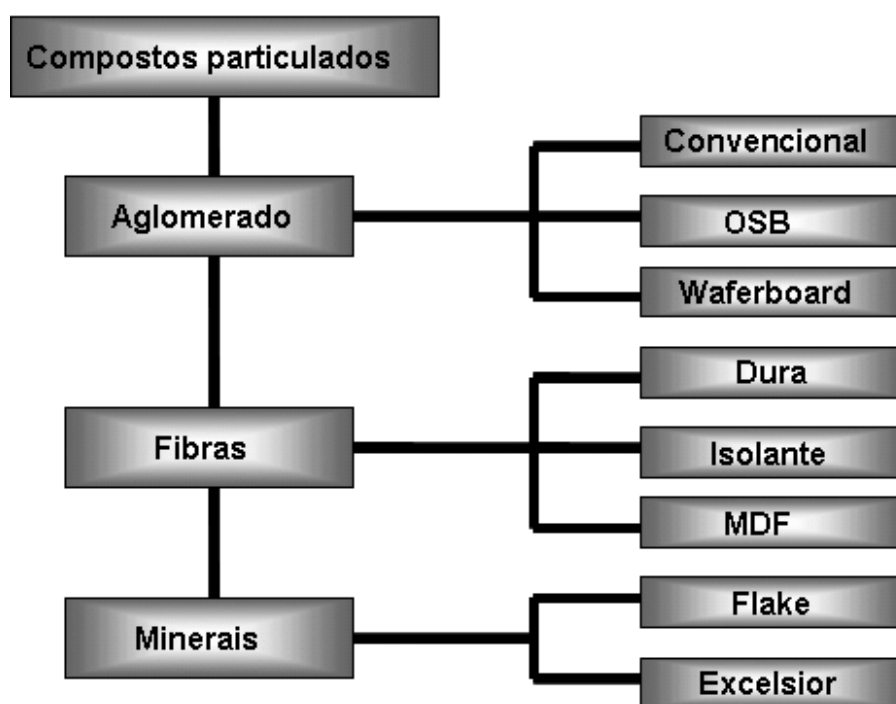 Compostos particulados
Aglomerado
Convencional
OSB
Waferboard
Fibras
Dura
Isolante
MDF
Minerais
Flake
Excelsior